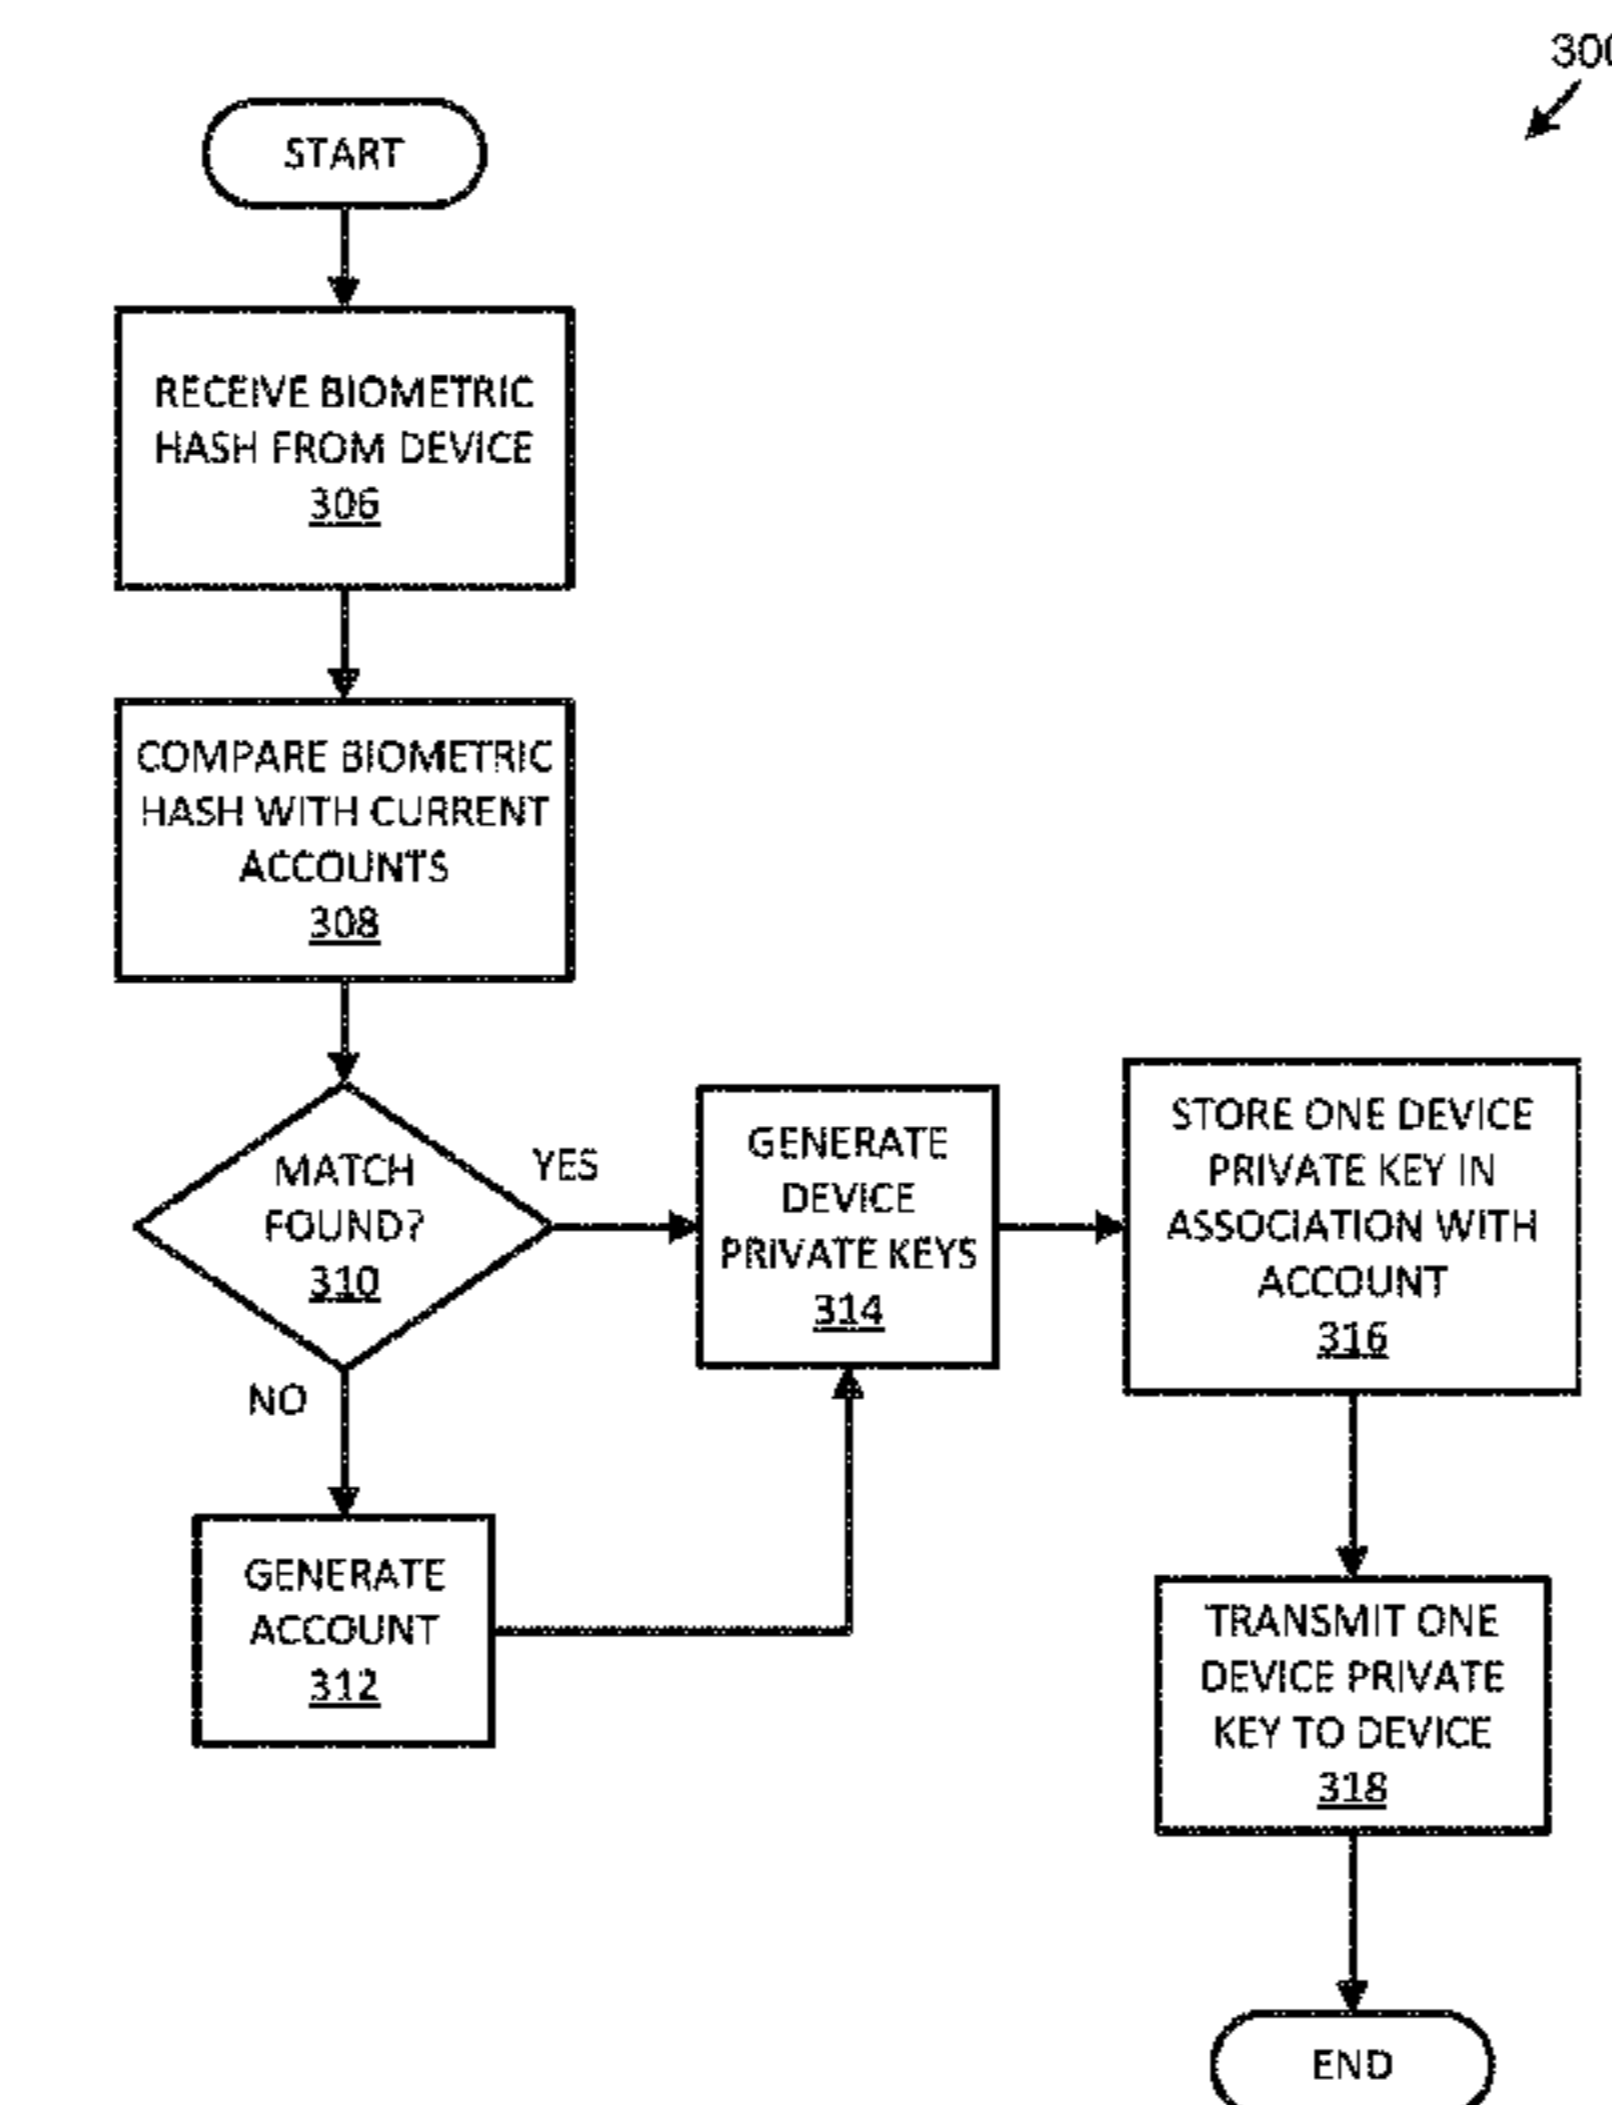 300
START
RECEIVE BIOMETRIC
HASH FROM DEVICE
306
COMPARE BIOMETRIC
HASH WITH CURRENT
ACCOUNTS
308
MATCH
FOUND?
310
YES
NO
GENERATE
ACCOUNT
312
GENERATE
DEVICE
PRIVATE KEYS
314
STORE ONE DEVICE
PRIVATE KEY IN
ASSOCIATION WITH
ACCOUNT
316
TRANSMIT ONE
DEVICE PRIVATE
KEY TO DEVICE
318
END